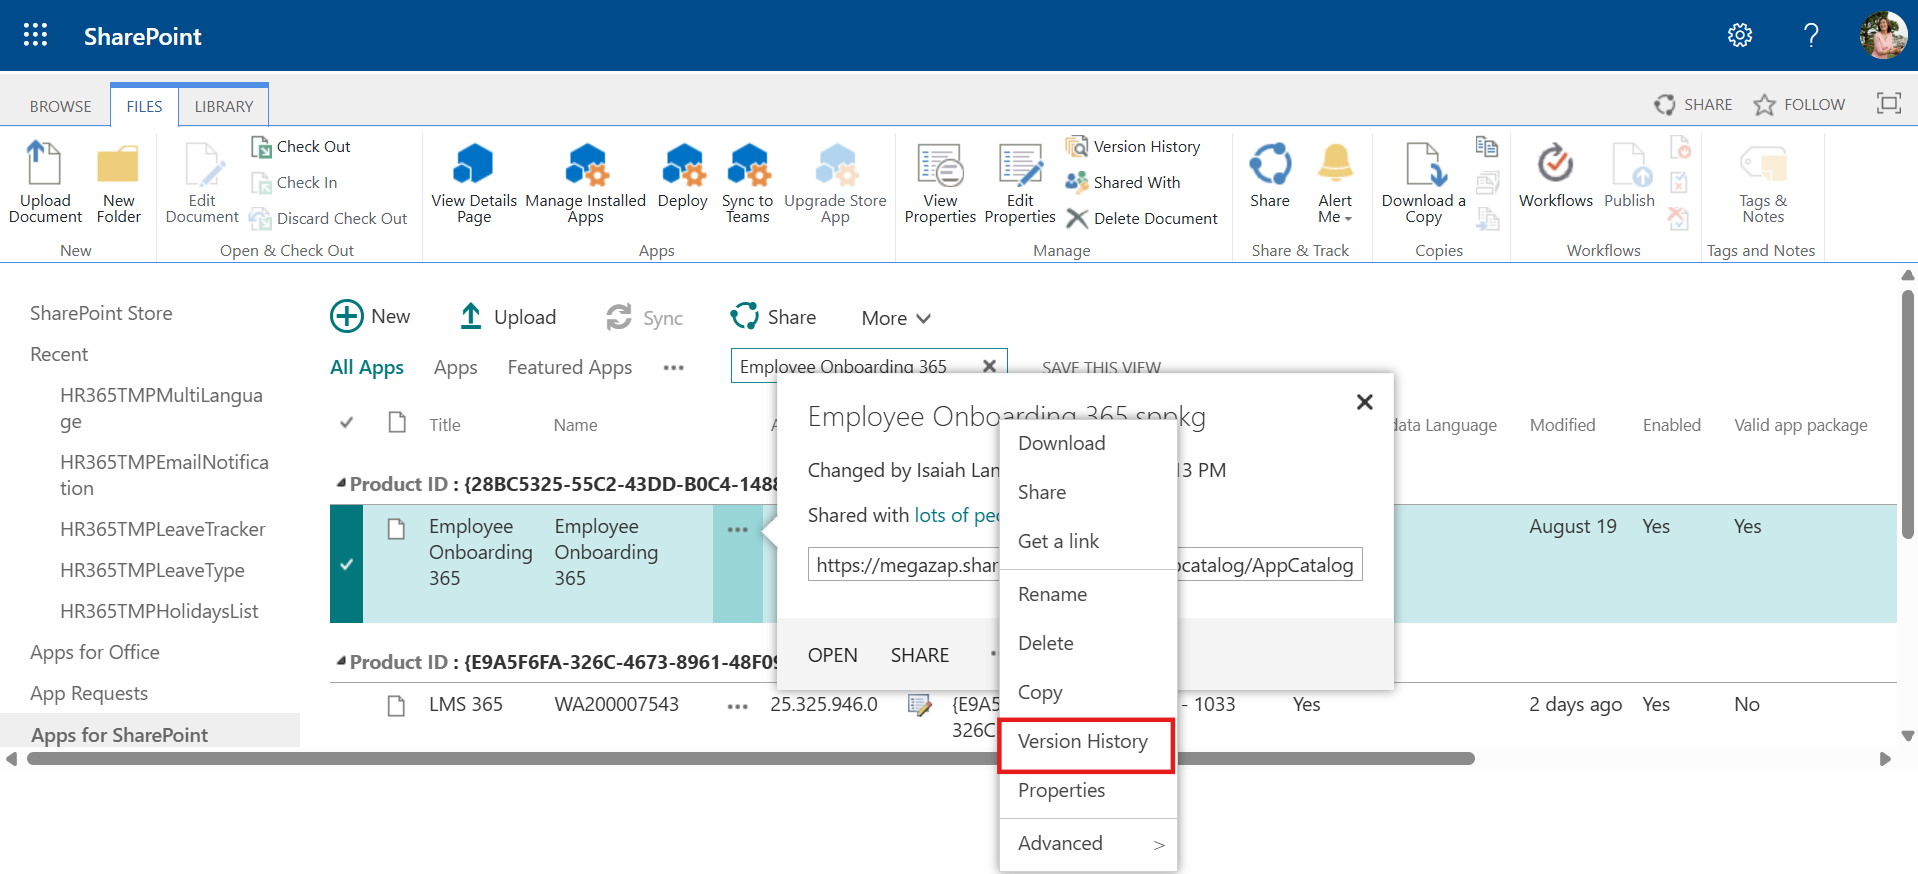 SharePoint
BROWSE FILES LIBRARY
SHARE FOLLOW
Upload Document
New Folder
New
Edit Document
Check Out
Check In
Discard Check Out
Open & Check Out
View Details Page
Manage Installed Apps
Deploy
Sync to Teams
Upgrade Store App
Apps
View Properties
Edit Properties
Version History
Shared With
Delete Document
Manage
Share
Alert Me
Share & Track
Download a Copy
Copies
Workflows
Publish
Workflows
Tags & Notes
Tags and Notes
SharePoint Store
Recent
HR365TMPMultiLangua
ge
HR365TMPEmailNotifica
tion
HR365TMPLeaveTracker
HR365TMPLeaveType
HR365TMPHolidaysList
Apps for Office
App Requests
Apps for SharePoint
New Upload Sync Share More
All Apps Apps Featured Apps ••• Employee Onboarding 365 SAVE THIS VIEW
Title Name data Language Modified Enabled Valid app package
Product ID : {28BC5325-55C2-43DD-B0C4-1488
Employee Onboarding 365
Employee Onboarding 365
August 19 Yes Yes
Product ID : {E9A5F6FA-326C-4673-8961-48F09
LMS 365 WA200007543 ••• 25.325.946.0 {E9A5 - 1033 Yes 2 days ago Yes No
326C
Employee Onboarding 365.sppkg
Changed by Isaiah Lan 13 PM
Shared with lots of peo
https://megazap.shar catalog/AppCatalog
OPEN SHARE
Download
Share
Get a link
Rename
Delete
Copy
Version History
Properties
Advanced >